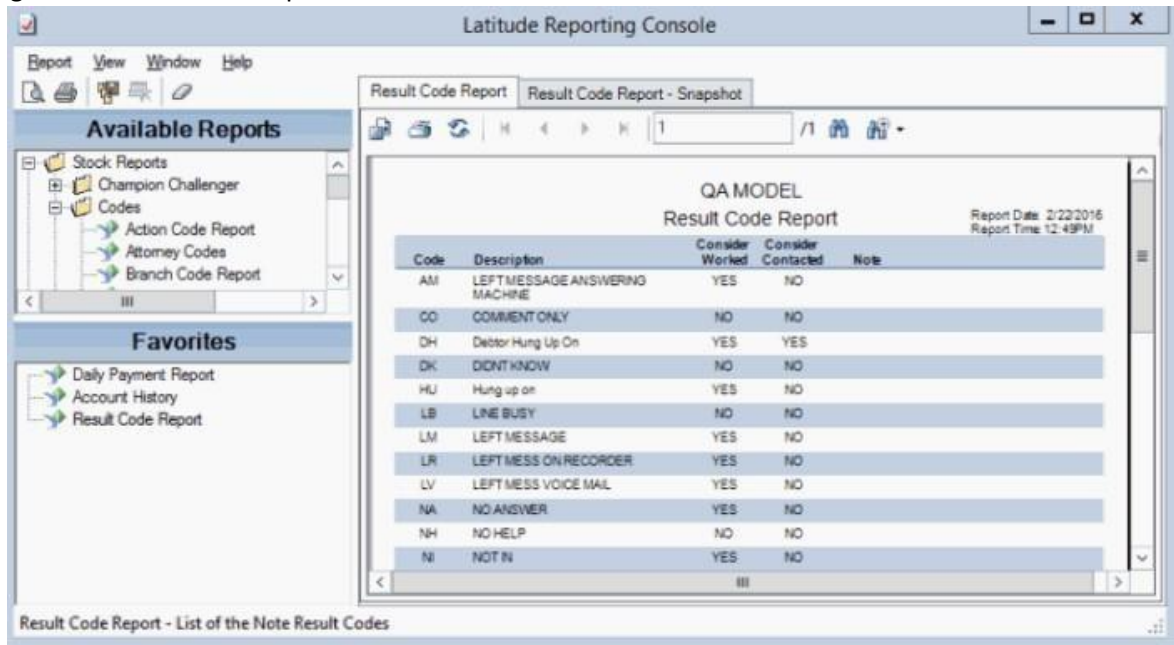 Latitude Reporting Console
Report View Window Help
Available Reports
Stock Reports
Champion Challenger
Codes
Action Code Report
Attorney Codes
Branch Code Report
Favorites
Daily Payment Report
Account History
Result Code Report
Result Code Report Result Code Report - Snapshot
1 /1
QA MODEL
Result Code Report
Report Date: 2/22/2016
Report Time: 12:49PM
Code Description Consider Worked Consider Contacted Note
AM LEFT MESSAGE ANSWERING MACHINE YES NO
CO COMMENT ONLY NO NO
DH Debtor Hung Up On YES YES
DK DIDNT KNOW NO NO
HU Hung up on YES NO
LB LINE BUSY NO NO
LM LEFT MESSAGE YES NO
LR LEFT MESS ON RECORDER YES NO
LV LEFT MESS VOICE MAIL YES NO
NA NO ANSWER YES NO
NH NO HELP NO NO
NI NOT IN YES NO
Result Code Report - List of the Note Result Codes